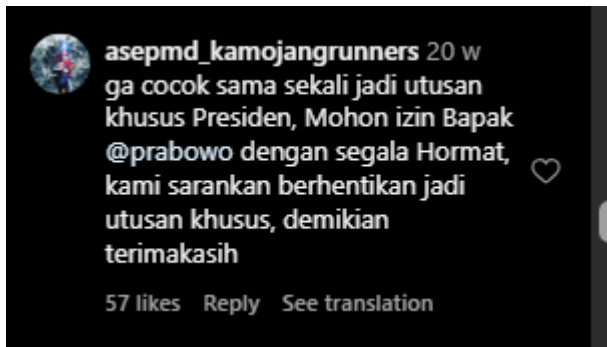 asepmd_kamojangrunners 20 w
ga cocok sama sekali jadi utusan
khusus Presiden, Mohon izin Bapak
@prabowo dengan segala Hormat,
kami sarankan berhentikan jadi
utusan khusus, demikian
terimakasih
57 likes Reply See translation